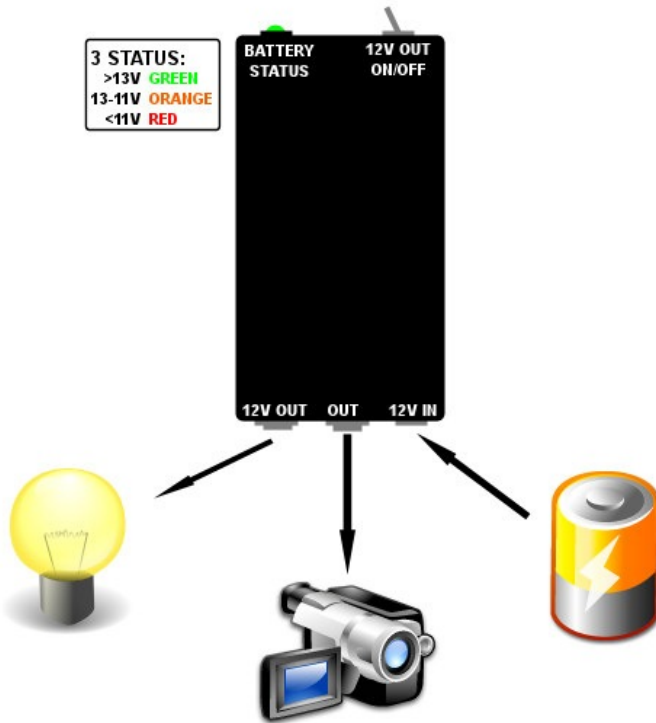 3 STATUS:
>13V GREEN
13-11V ORANGE
<11V RED
BATTERY
STATUS
12V OUT
ON/OFF
12V OUT
OUT
12V IN